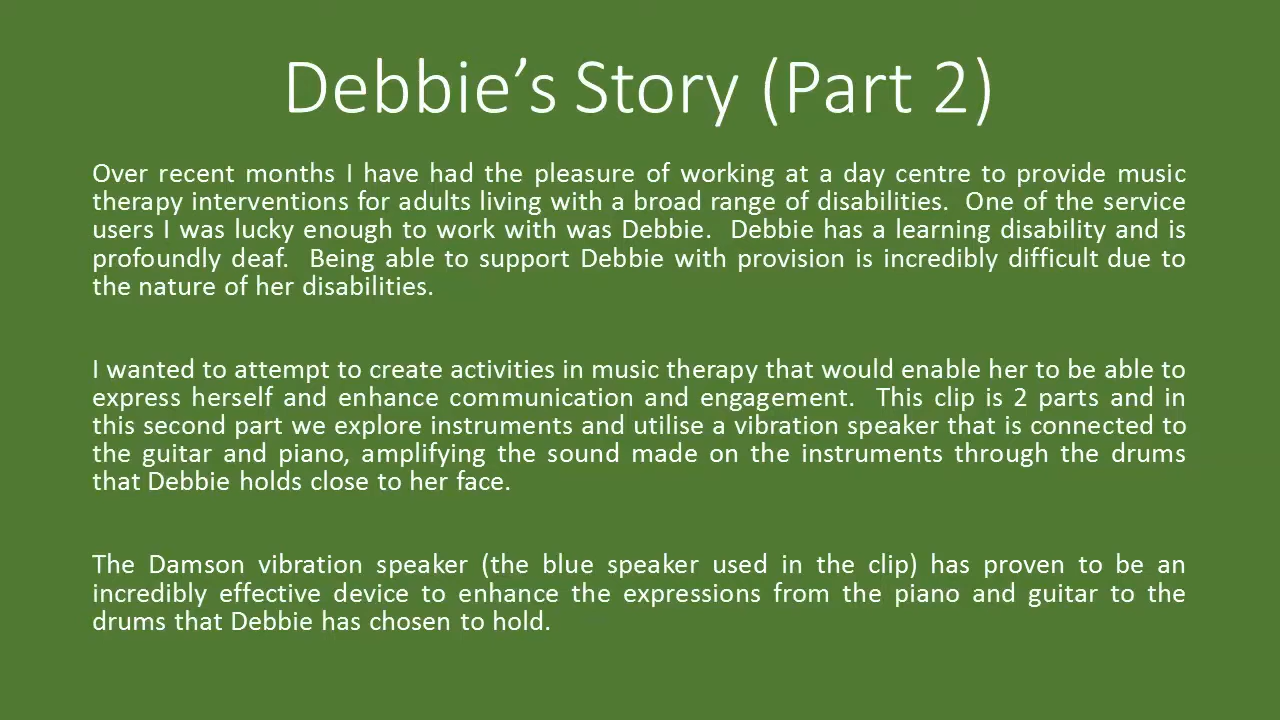 Debbie’s Story (Part 2)
Over recent months I have had the pleasure of working at a day centre to provide music
therapy interventions for adults living with a broad range of disabilities.  One of the service
users I was lucky enough to work with was Debbie.  Debbie has a learning disability and is
profoundly deaf.  Being able to support Debbie with provision is incredibly difficult due to
the nature of her disabilities.
I wanted to attempt to create activities in music therapy that would enable her to be able to
express herself and enhance communication and engagement.  This clip is 2 parts and in
this second part we explore instruments and utilise a vibration speaker that is connected to
the guitar and piano, amplifying the sound made on the instruments through the drums
that Debbie holds close to her face.
The Damson vibration speaker (the blue speaker used in the clip) has proven to be an
incredibly effective device to enhance the expressions from the piano and guitar to the
drums that Debbie has chosen to hold.